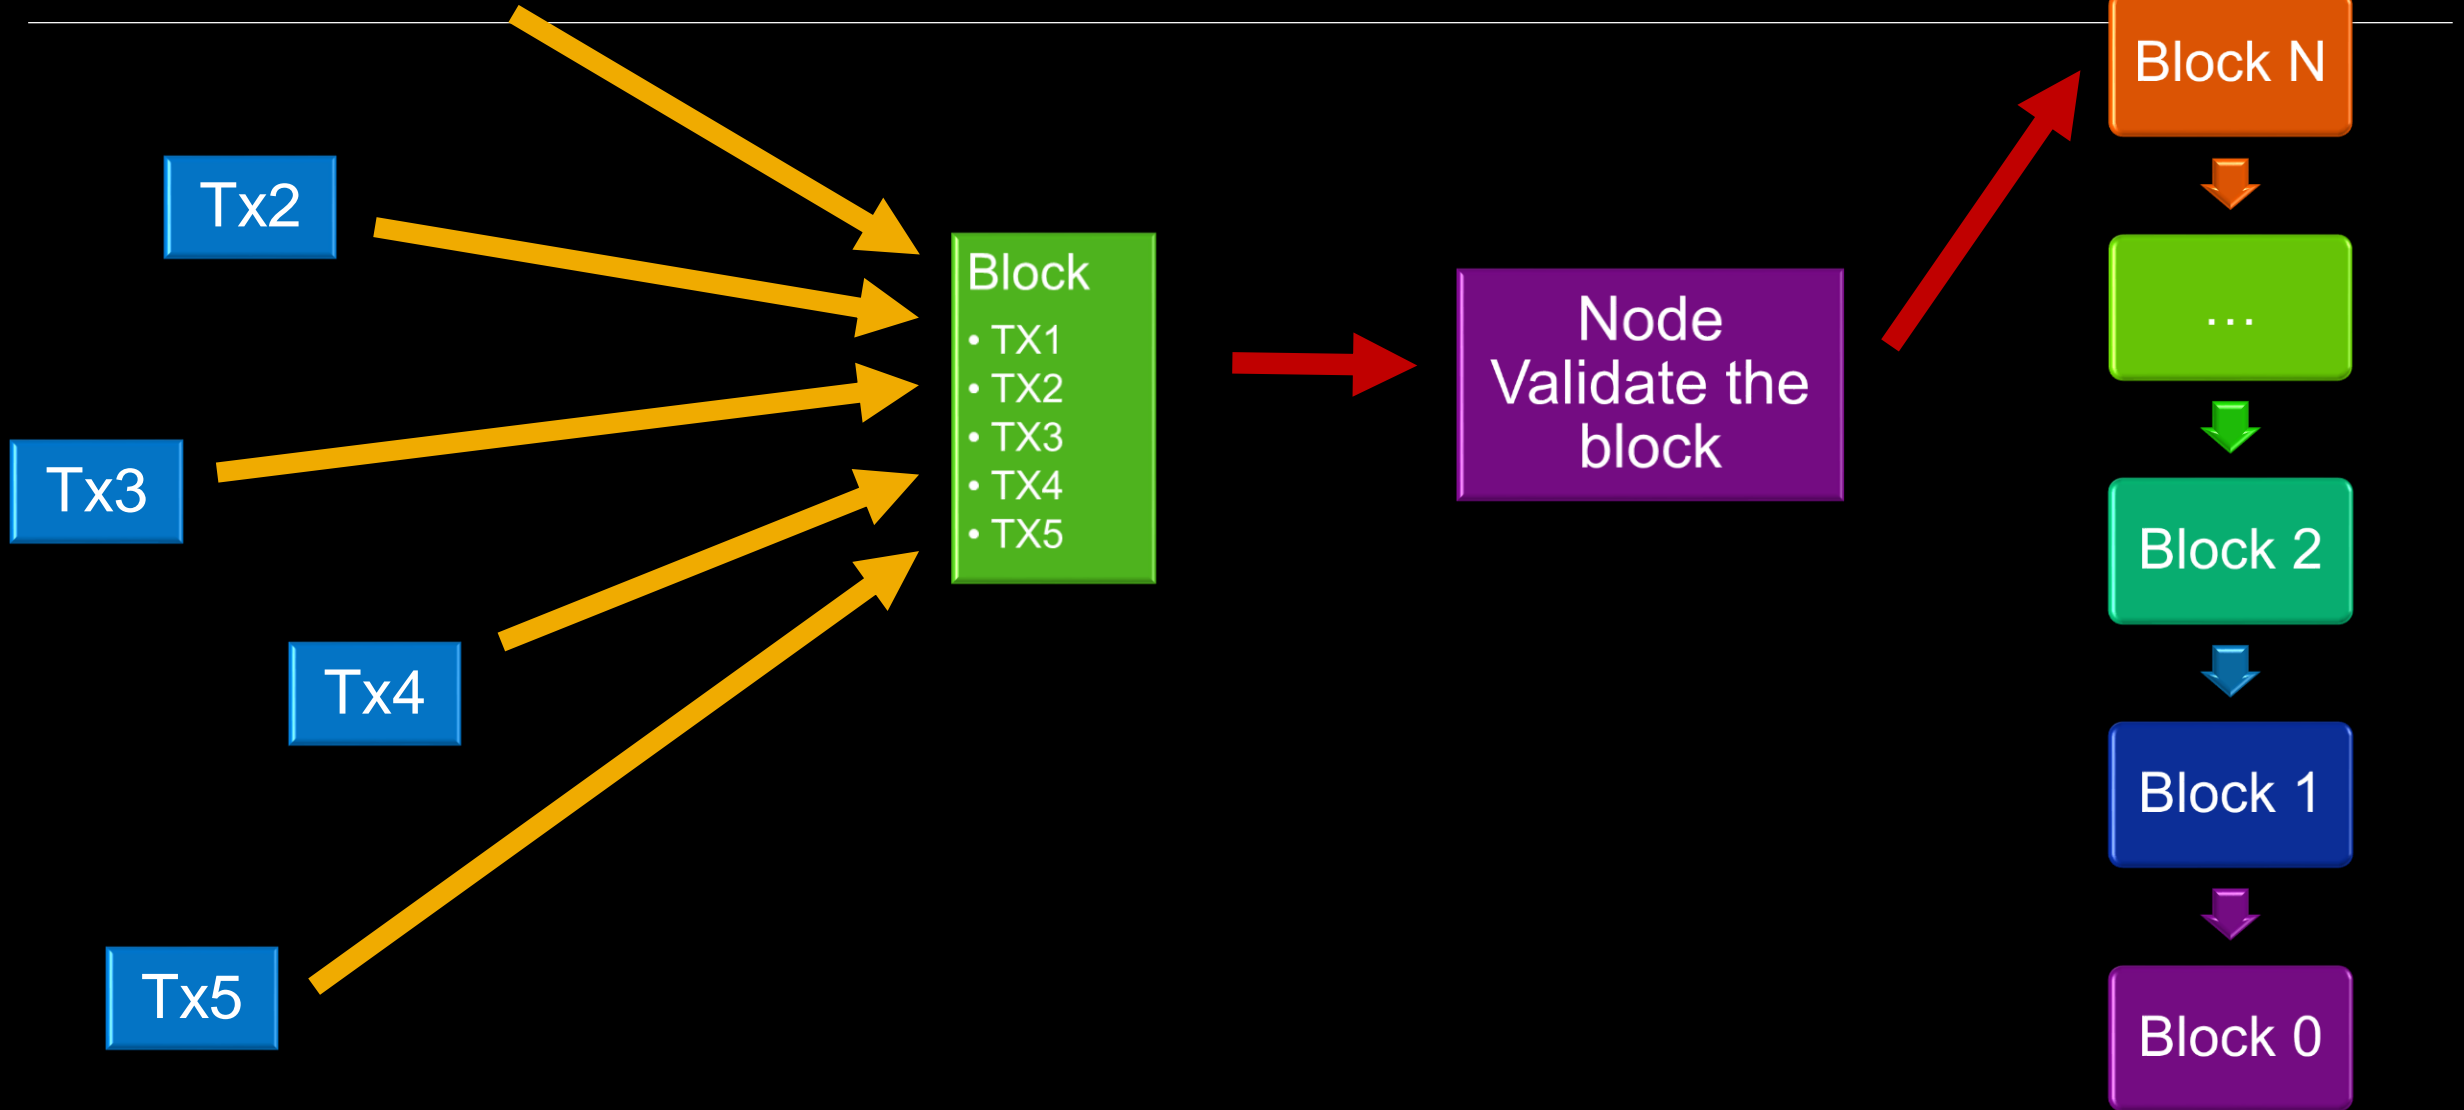 Tx2
Tx3
Tx4
Tx5
Block
• TX1
• TX2
• TX3
• TX4
• TX5
Node
Validate the
block
Block N
...
Block 2
Block 1
Block 0